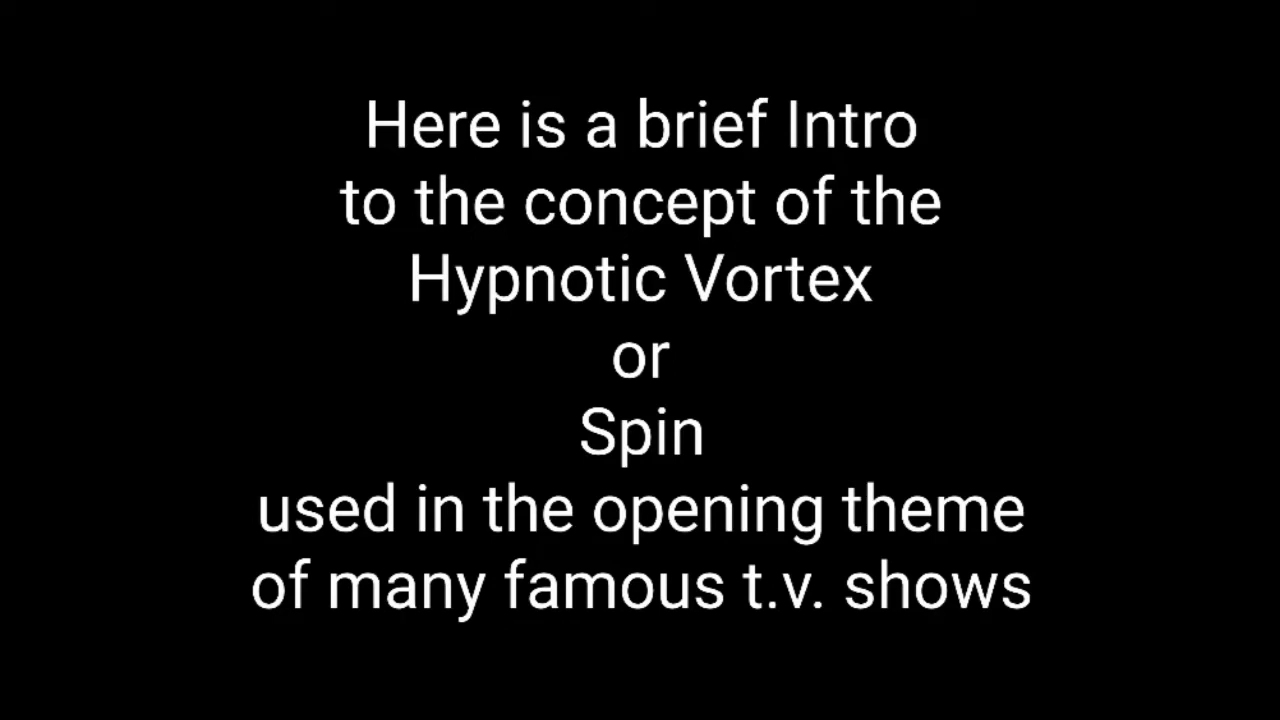 Here is a brief Intro
to the concept of the
Hypnotic Vortex
or
Spin
used in the opening theme
of many famous t.v. shows